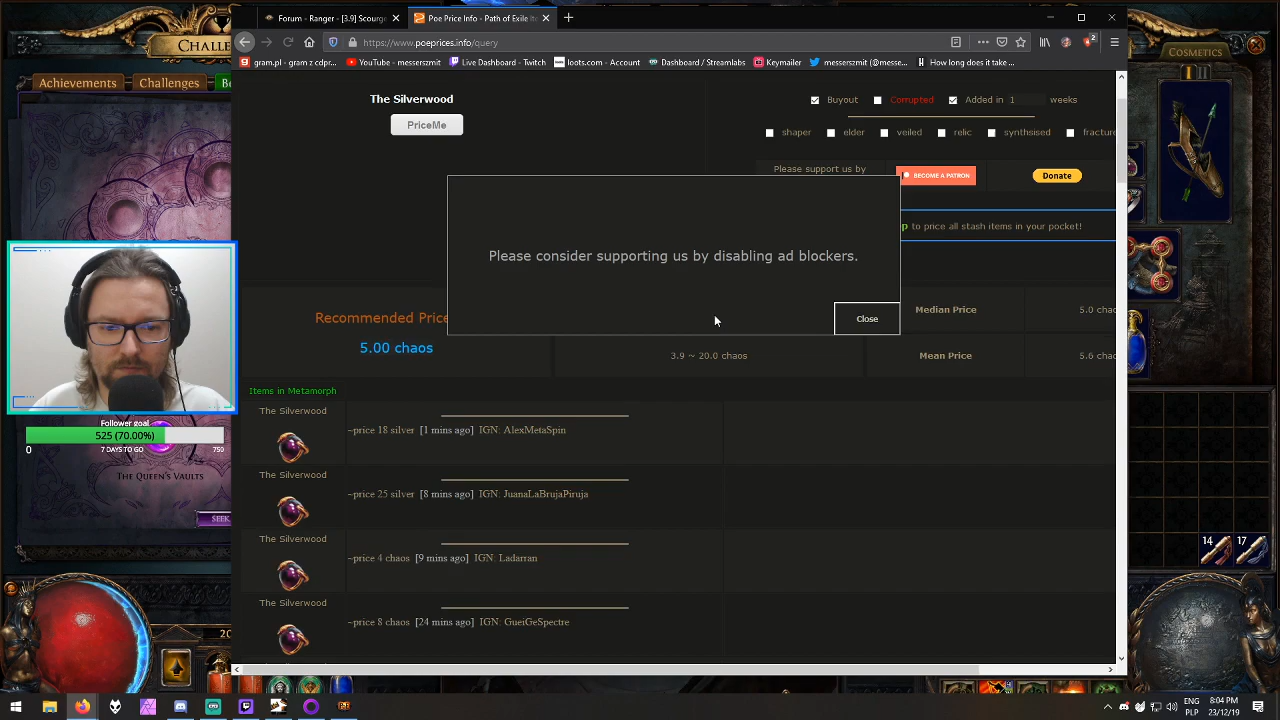 Forum - Ranger - [3.9] Scourge
Poe Price Info - Path of Exile Ite
https://www.poeprices.info/query
2
gram.pl - gram z cdpr...
YouTube - messerszmit
Live Dashboard - Twitch
loots.com - Account
Dashboard / Streamlabs
Keymailer
messerszmit (@messe...
How long does it take ...
CHALLE
COSMETICS
Achievements
Challenges
Be
The Silverwood
PriceMe
Buyout
Corrupted
Added in 1 weeks
shaper
elder
veiled
relic
synthsised
fracture
Please support us by
BECOME A PATRON
Donate
p to price all stash items in your pocket!
Please consider supporting us by disabling ad blockers.
Close
Recommended Price
5.00 chaos
3.9 ~ 20.0 chaos
Median Price
5.0 chao
Mean Price
5.6 chao
Items in Metamorph
The Silverwood
~price 18 silver [1 mins ago] IGN: AlexMetaSpin
The Silverwood
~price 25 silver [8 mins ago] IGN: JuanaLaBrujaPiruja
The Silverwood
~price 4 chaos [9 mins ago] IGN: Ladarran
The Silverwood
~price 8 chaos [24 mins ago] IGN: GueiGeSpectre
Follower goal
525 (70.00%)
0
7 DAYS TO GO
750
THE QUEEN'S VAULTS
SEEK
14
17
20
ENG
PLP
8:04 PM
23/12/19